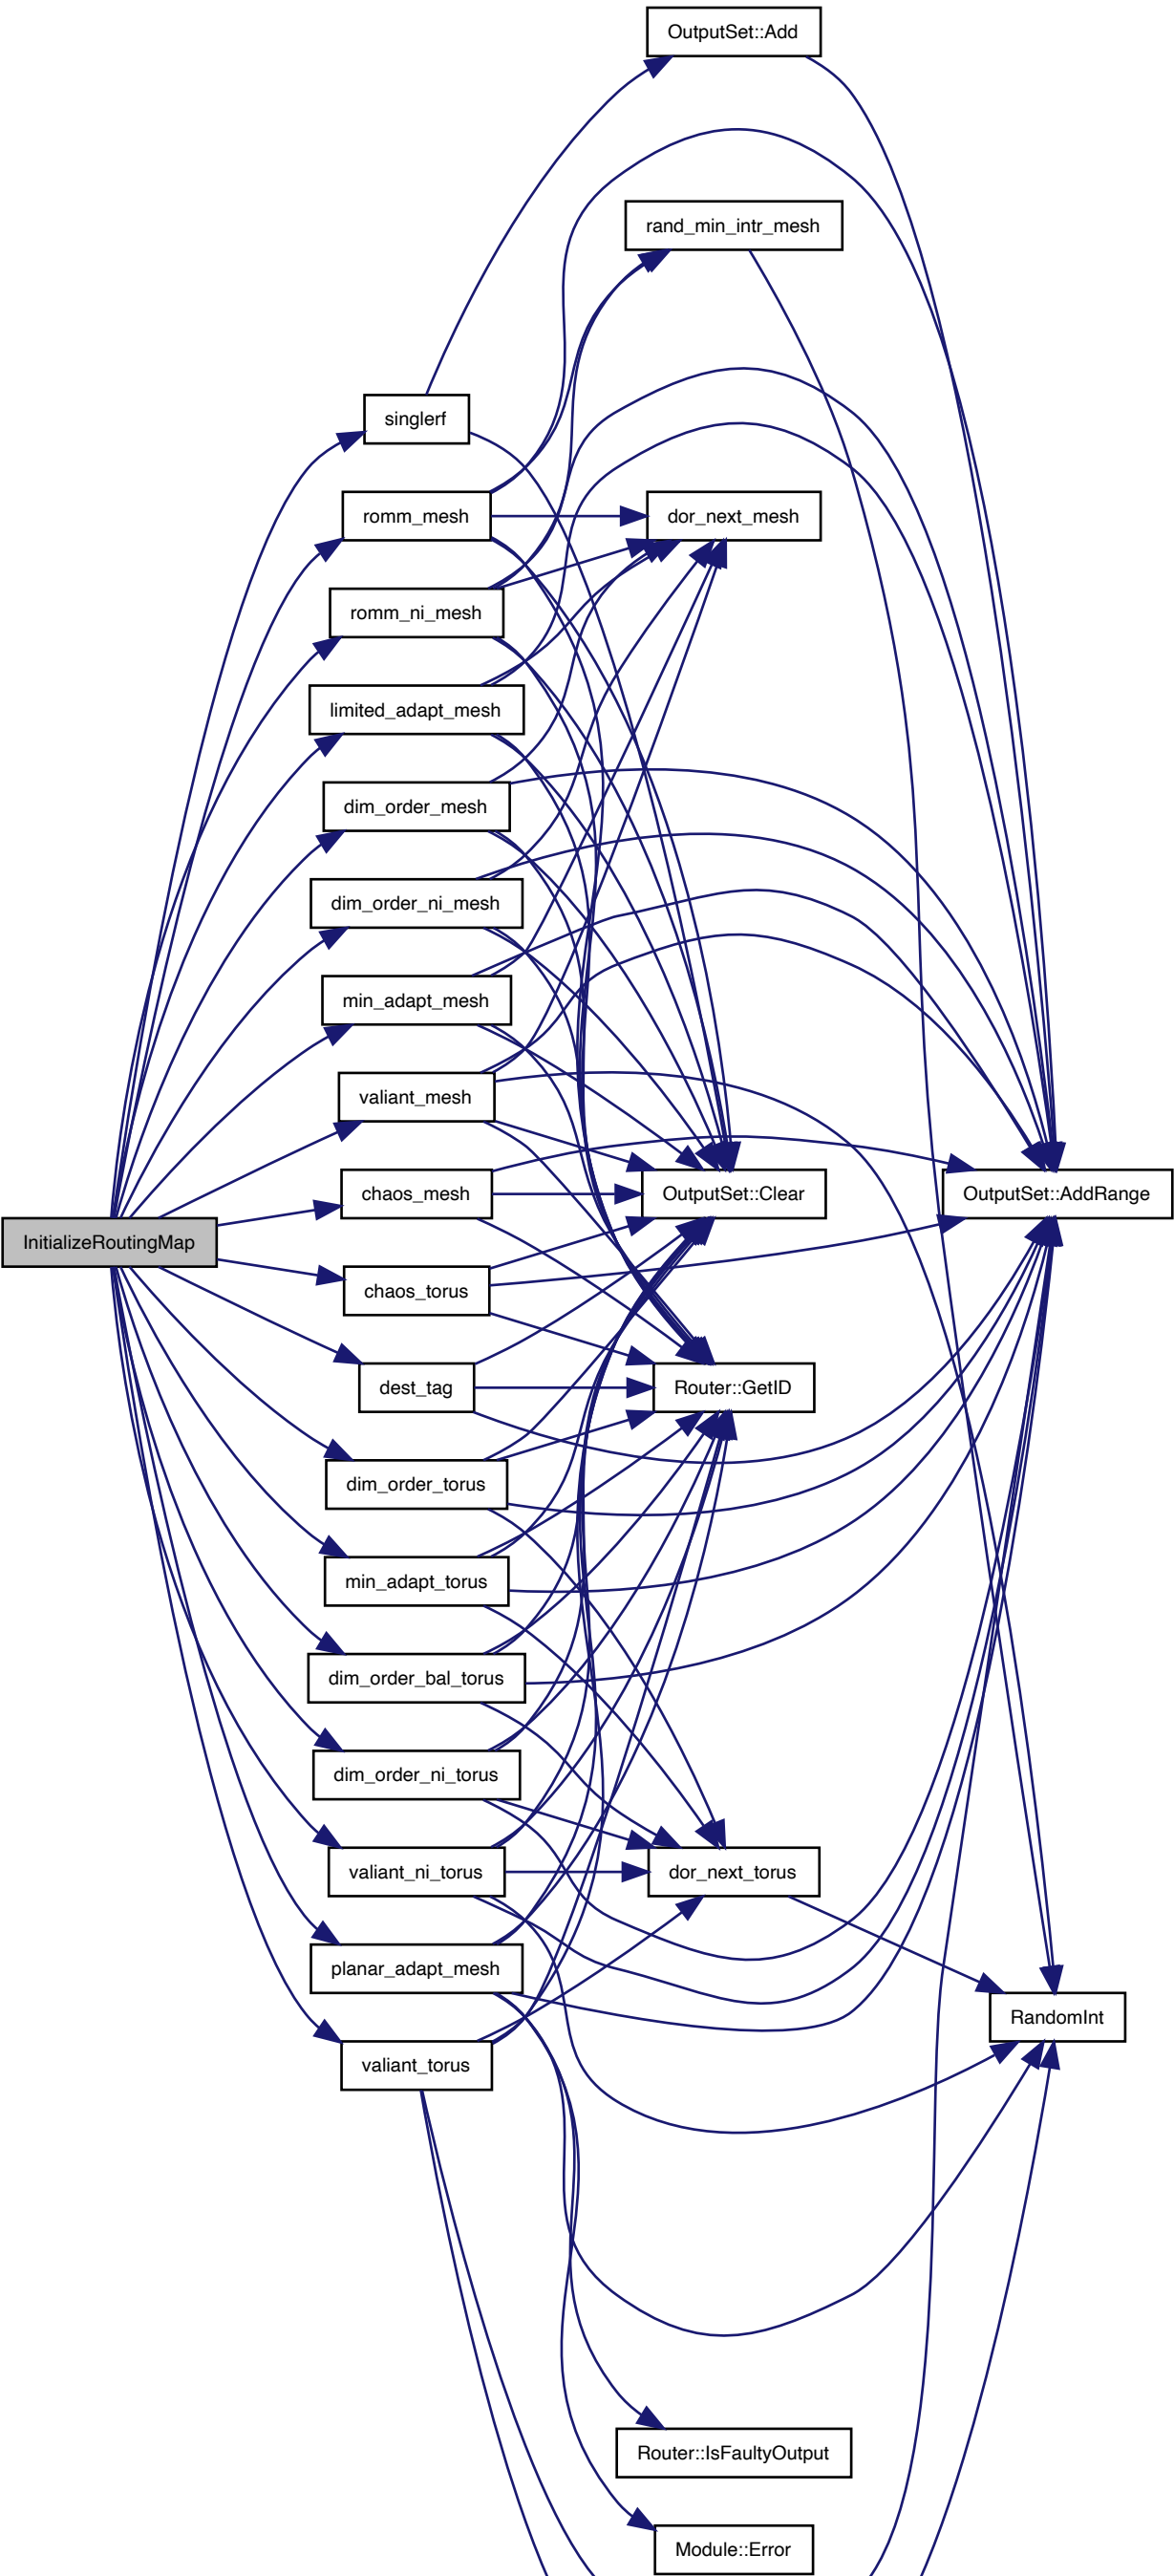 OutputSet::Add
rand_min_intr_mesh
singlerf
romm_mesh
dor_next_mesh
romm_ni_mesh
limited_adapt_mesh
dim_order_mesh
dim_order_ni_mesh
min_adapt_mesh
valiant_mesh
chaos_mesh
OutputSet::Clear
OutputSet::AddRange
InitializeRoutingMap
chaos_torus
dest_tag
Router::GetID
dim_order_torus
min_adapt_torus
dim_order_bal_torus
dim_order_ni_torus
valiant_ni_torus
dor_next_torus
planar_adapt_mesh
RandomInt
valiant_torus
Router::IsFaultyOutput
Module::Error